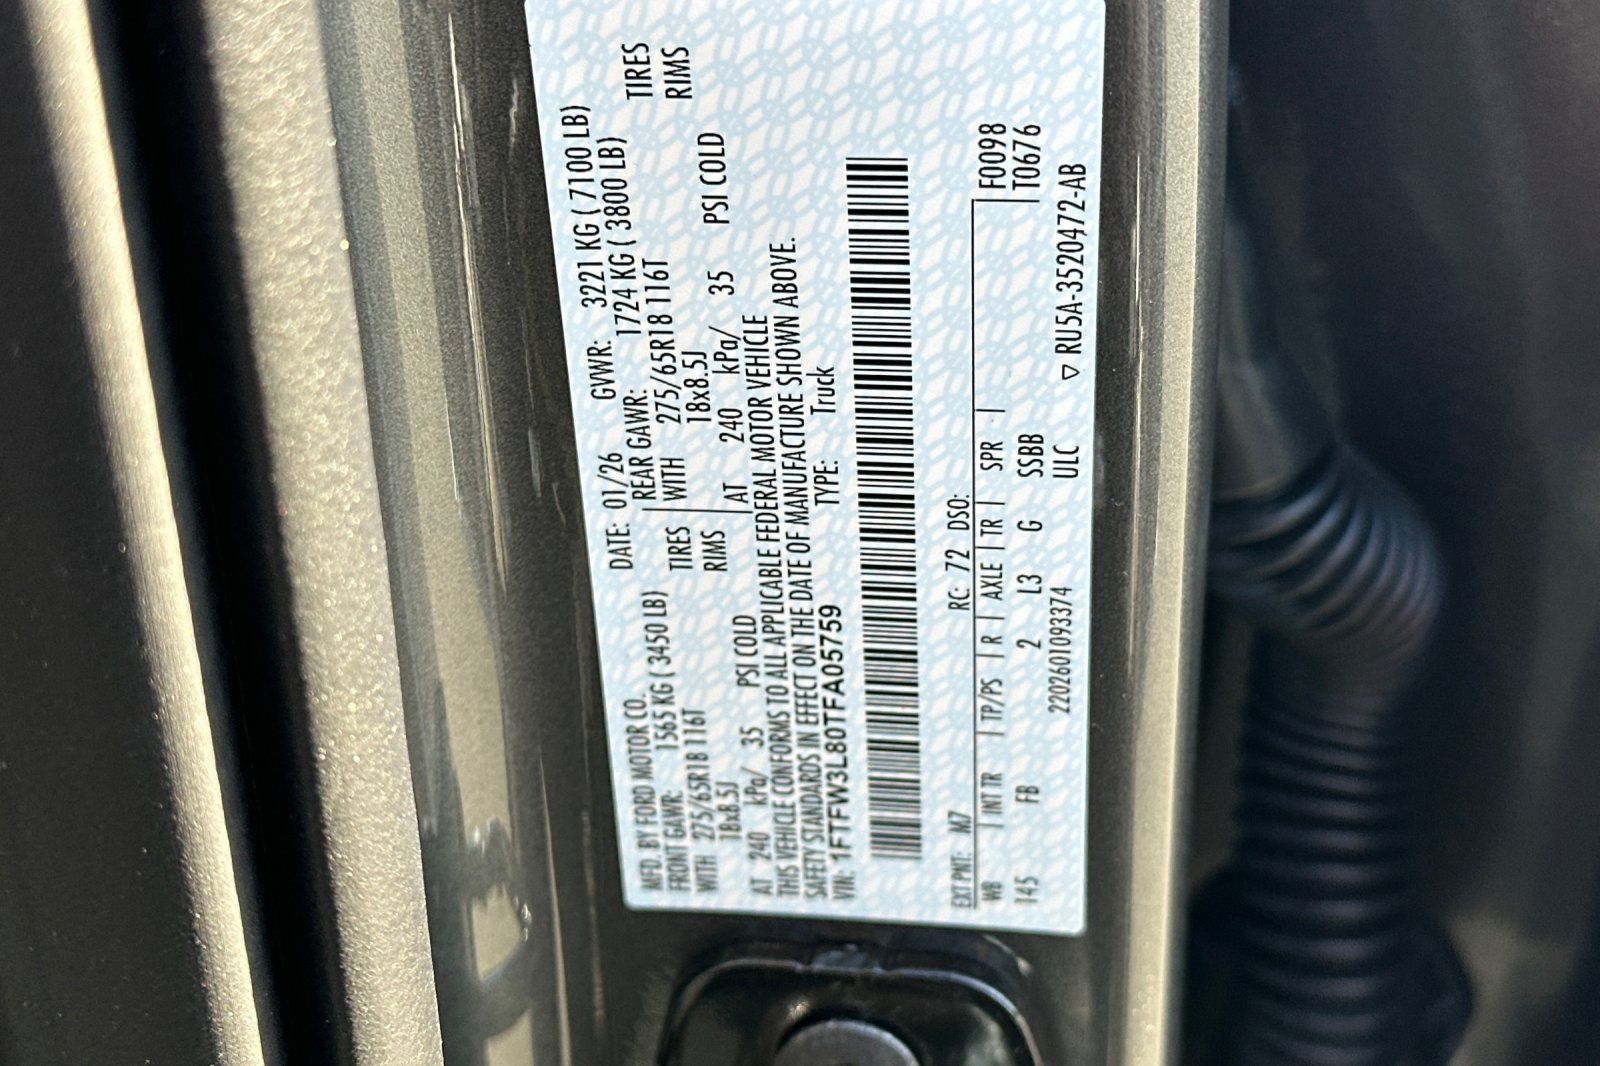 MFD. BY FORD MOTOR CO. DATE: 01/26 GVWR: 3221 KG ( 7100 LB)
FRONT GAWR: 1565 KG ( 3450 LB) REAR GAWR: 1724 KG ( 3800 LB)
WITH 275/65R18 116T TIRES WITH 275/65R18 116T TIRES
18x8.5J RIMS 18x8.5J RIMS
AT 240 kPa/ 35 PSI COLD AT 240 kPa/ 35 PSI COLD
THIS VEHICLE CONFORMS TO ALL APPLICABLE FEDERAL MOTOR VEHICLE
SAFETY STANDARDS IN EFFECT ON THE DATE OF MANUFACTURE SHOWN ABOVE.
VIN: 1FTFW3L80TFA05759 TYPE: Truck
EXT PNT: M7 RC: 72 DSO: F0098
WB INT TR TP/PS R AXLE TR SPR T0676
145 FB 2 L3 G SSBB
2202601093374 ULC ▽ RU5A-3520472-AB